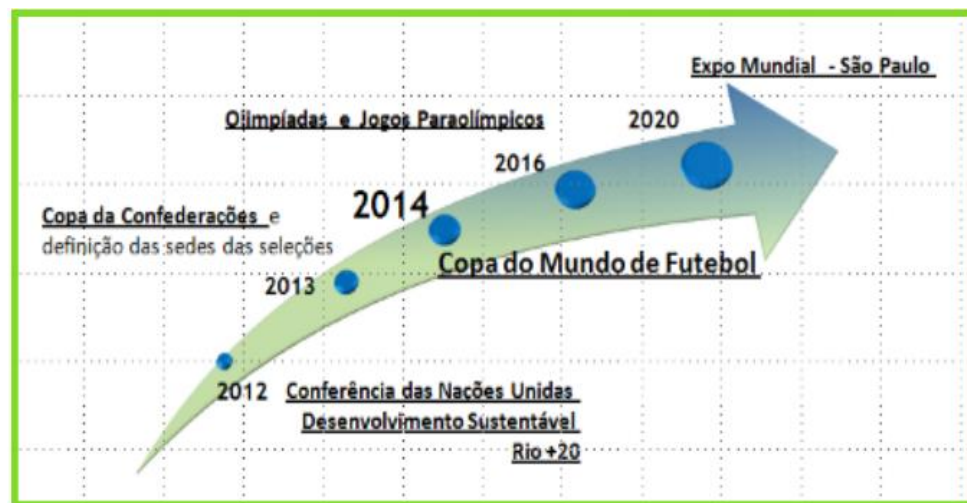 Expo Mundial - São Paulo
Olimpíadas e Jogos Paraolímpicos
2020
2016
2014
Copa da Confederações e
definição das sedes das seleções
Copa do Mundo de Futebol
2013
2012 Conferência das Nações Unidas
Desenvolvimento Sustentável
Rio +20